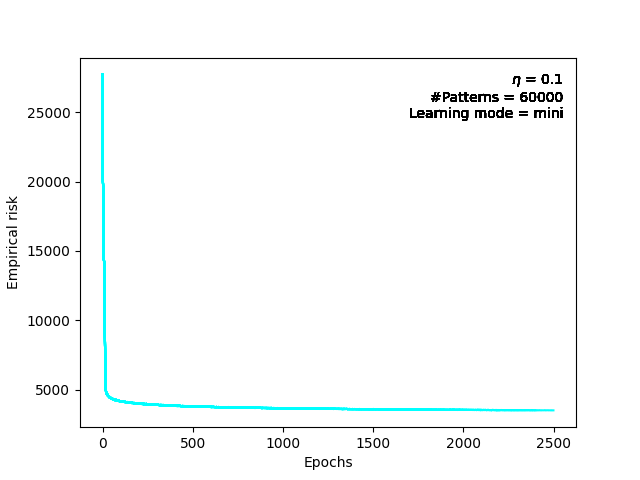 η = 0.1
#Patterns = 60000
Learning mode = mini
25000
20000
15000
10000
5000
Empirical risk
0 500 1000 1500 2000 2500
Epochs